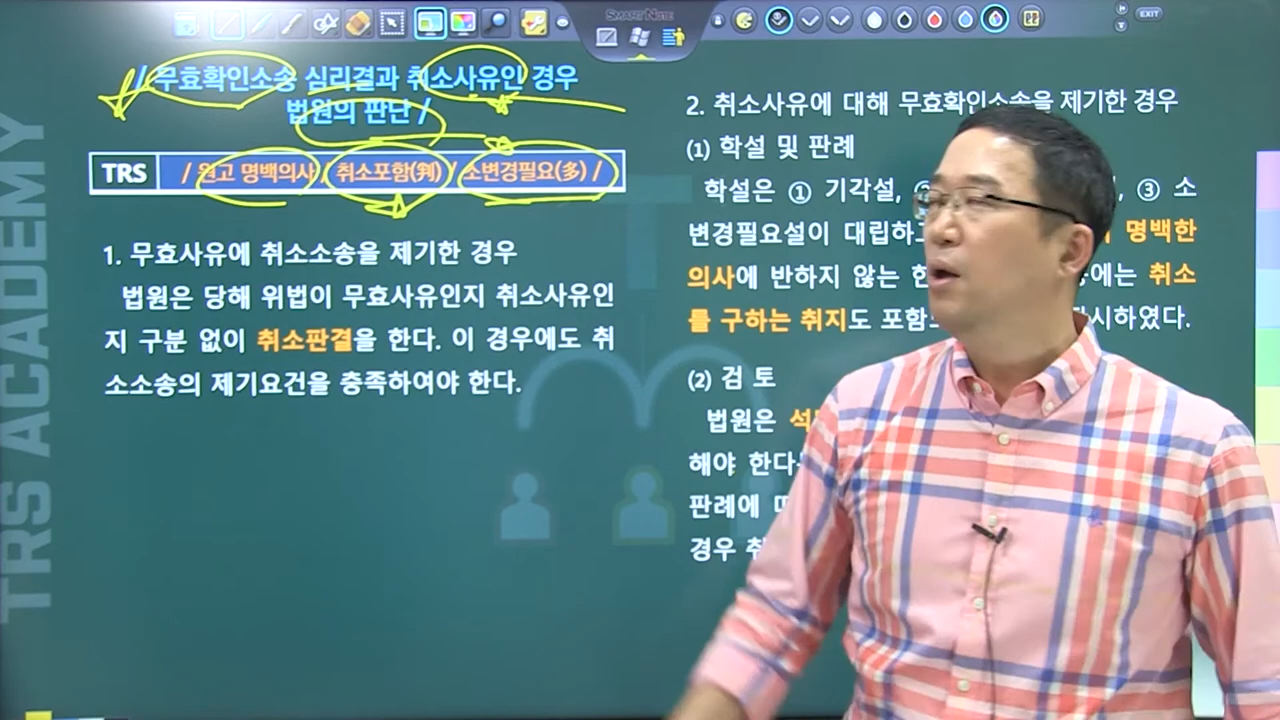 SMARTNOTE
EXIT
/ 무효확인소송 심리결과 취소사유인 경우
법원의 판단 /
TRS / 원고 명백의사 / 취소포함(判) / 소변경필요(多) /
1. 무효사유에 취소소송을 제기한 경우
법원은 당해 위법이 무효사유인지 취소사유인
지 구분 없이 취소판결을 한다. 이 경우에도 취
소소송의 제기요건을 충족하여야 한다.
2. 취소사유에 대해 무효확인소송을 제기한 경우
(1) 학설 및 판례
학설은 ① 기각설, ③ 소
변경필요설이 대립하고 명백한
의사에 반하지 않는 한 취소
를 구하는 취지도 포함 시하였다.
(2) 검 토
법원은
해야 한다
판례에
경우
TRS ACADEMY